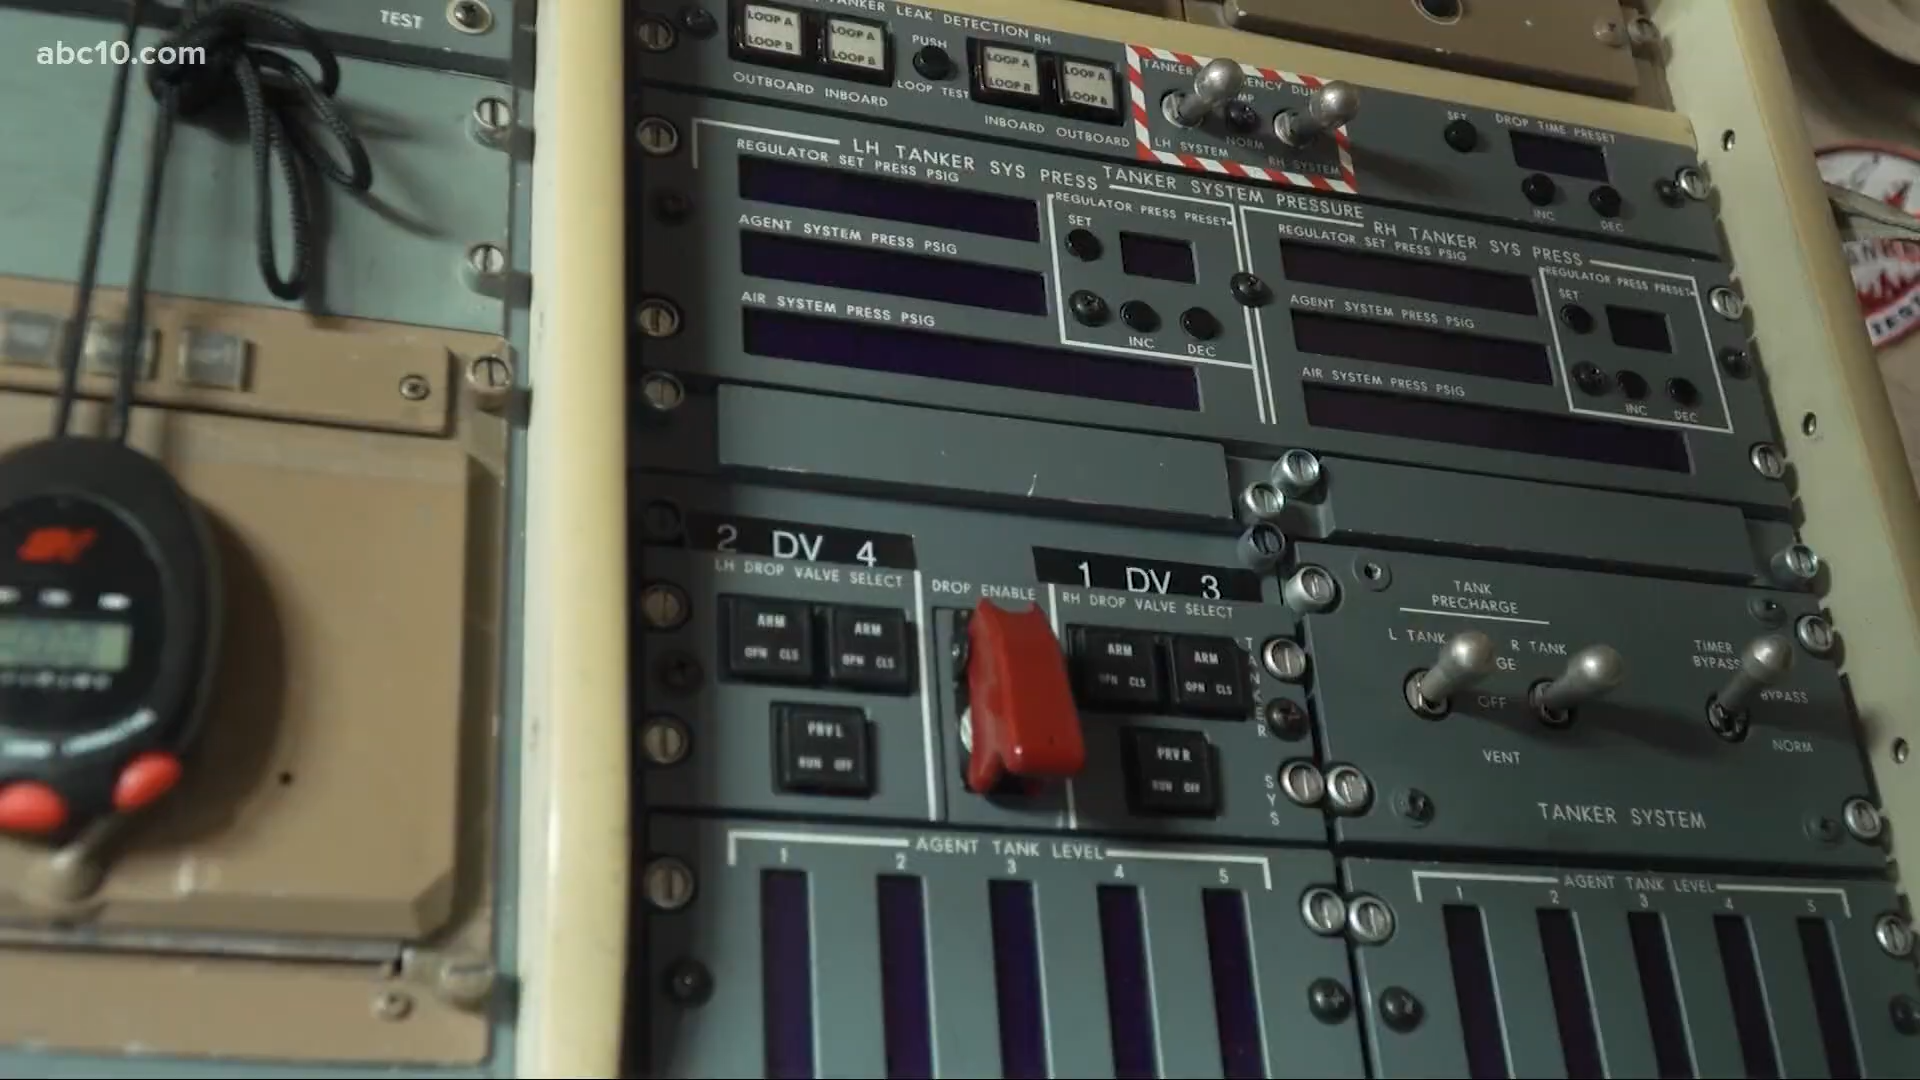 abc10.com
TEST
TANKER LEAK DETECTION RH
LOOP A
LOOP B
LOOP A
LOOP B
PUSH
LOOP TEST
LOOP A
LOOP B
LOOP A
LOOP B
OUTBOARD INBOARD
INBOARD OUTBOARD
TANKER
NORM
LH SYSTEM
RH SYSTEM
SET
DROP TIME PRESET
INC
DEC
TANKER SYSTEM PRESSURE
LH TANKER SYS PRESS
REGULATOR SET PRESS PSIG
AGENT SYSTEM PRESS PSIG
AIR SYSTEM PRESS PSIG
REGULATOR PRESS PRESET
SET
INC
DEC
RH TANKER SYS PRESS
REGULATOR SET PRESS PSIG
AGENT SYSTEM PRESS PSIG
AIR SYSTEM PRESS PSIG
REGULATOR PRESS PRESET
SET
INC
DEC
2 DV 4
LH DROP VALVE SELECT
ARM
OPN CLS
ARM
OPN CLS
PRV L
RUN OFF
DROP ENABLE
1 DV 3
RH DROP VALVE SELECT
ARM
OPN CLS
ARM
OPN CLS
PRV R
RUN OFF
TANKER SYS
TANK
PRECHARGE
L TANK
R TANK
OFF
VENT
TIMER
BYPASS
BYPASS
NORM
TANKER SYSTEM
AGENT TANK LEVEL
1 2 3 4 5
AGENT TANK LEVEL
1 2 3 4 5
TEST